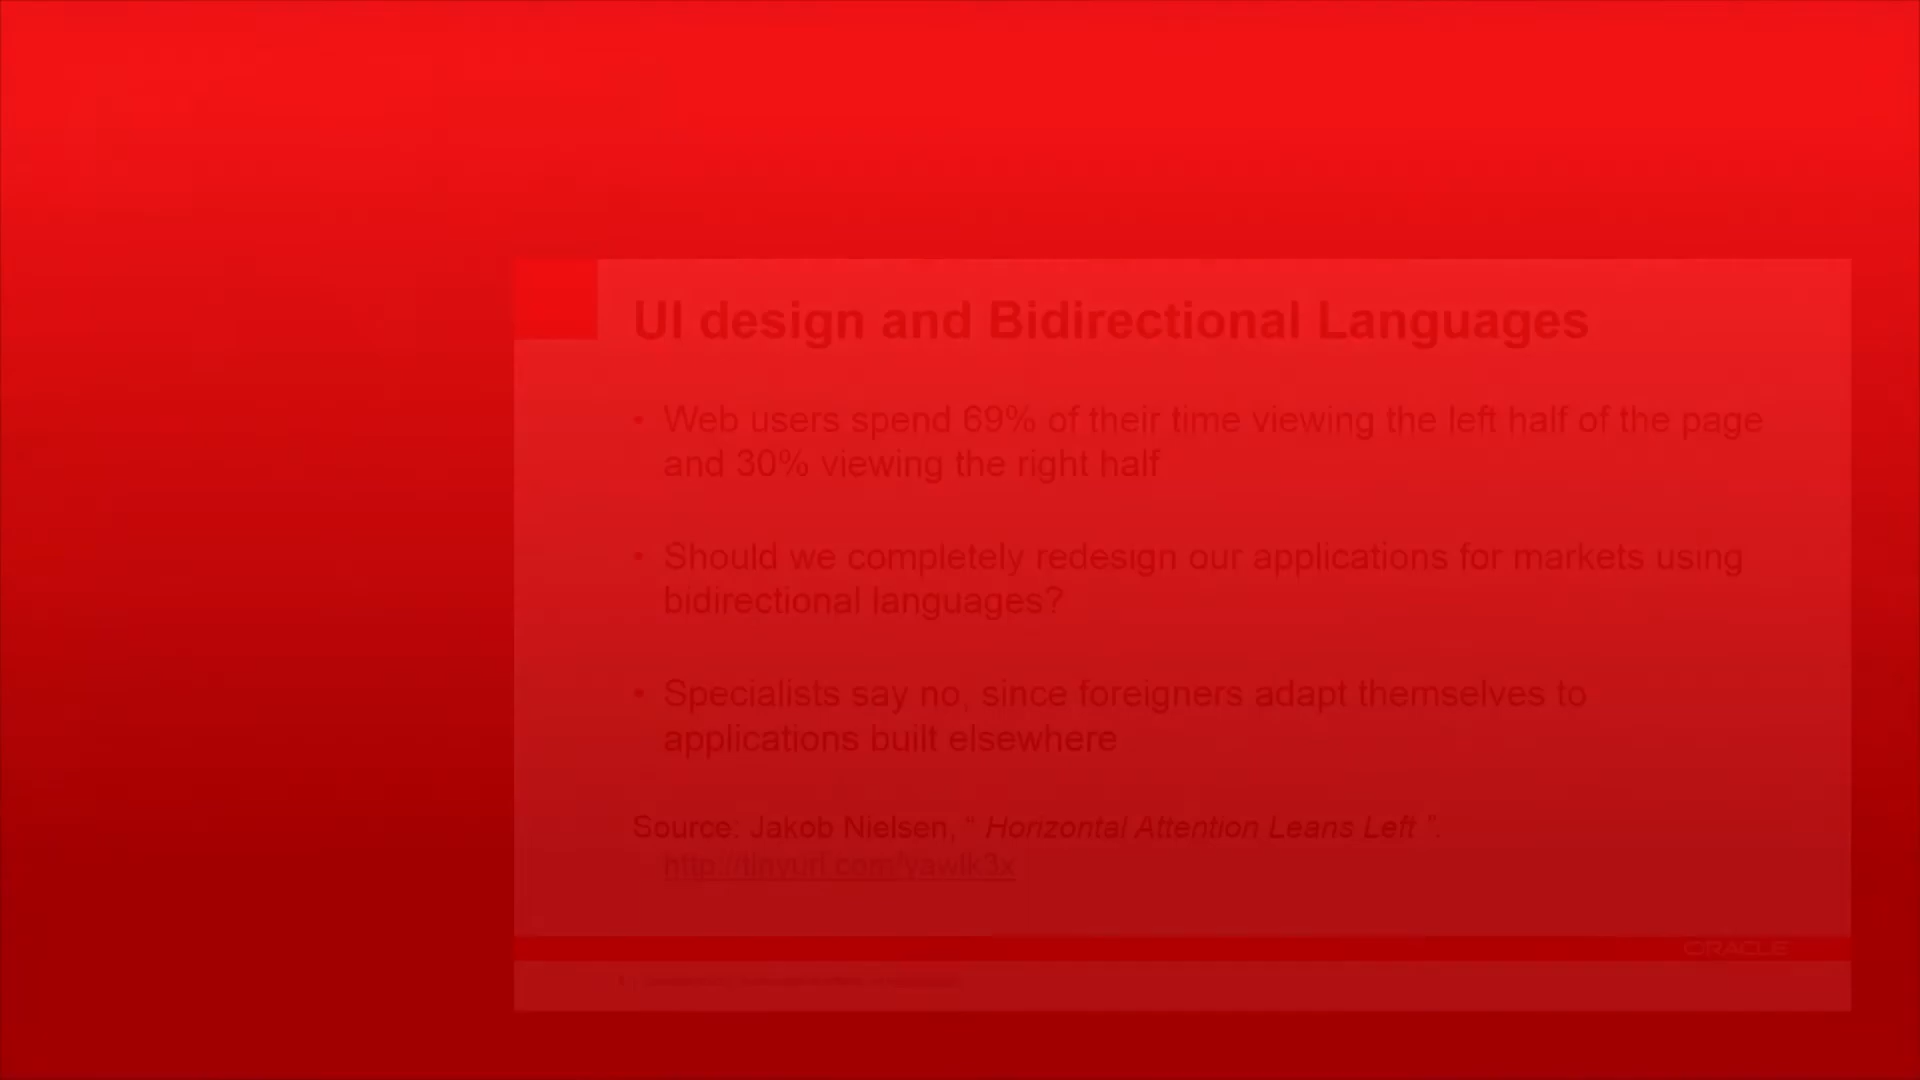 UI design and Bidirectional Languages
• Web users spend 69% of their time viewing the left half of the page
and 30% viewing the right half
• Should we completely redesign our applications for markets using
bidirectional languages?
• Specialists say no, since foreigners adapt themselves to
applications built elsewhere
Source: Jakob Nielsen, “ Horizontal Attention Leans Left ”.
http://tinyurl.com/yawlk3x
ORACLE